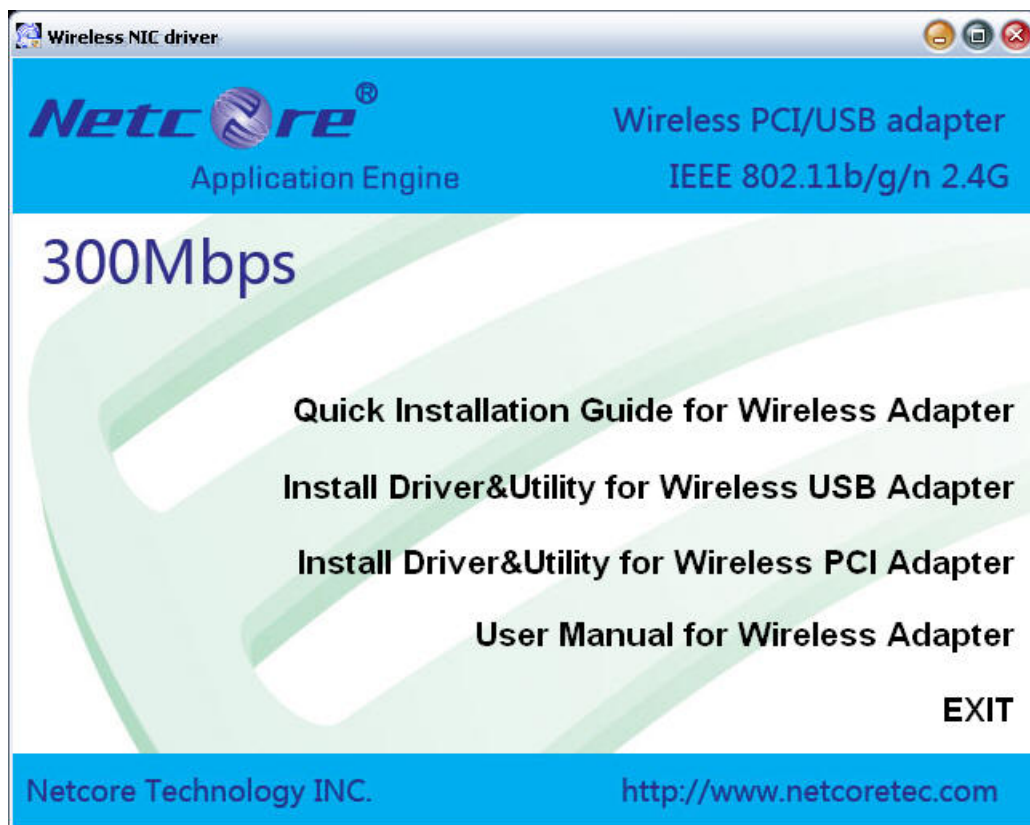 Wireless NIC driver
Netcore®
Application Engine
Wireless PCI/USB adapter
IEEE 802.11b/g/n 2.4G
300Mbps
Quick Installation Guide for Wireless Adapter
Install Driver&Utility for Wireless USB Adapter
Install Driver&Utility for Wireless PCI Adapter
User Manual for Wireless Adapter
EXIT
Netcore Technology INC.
http://www.netcoretec.com